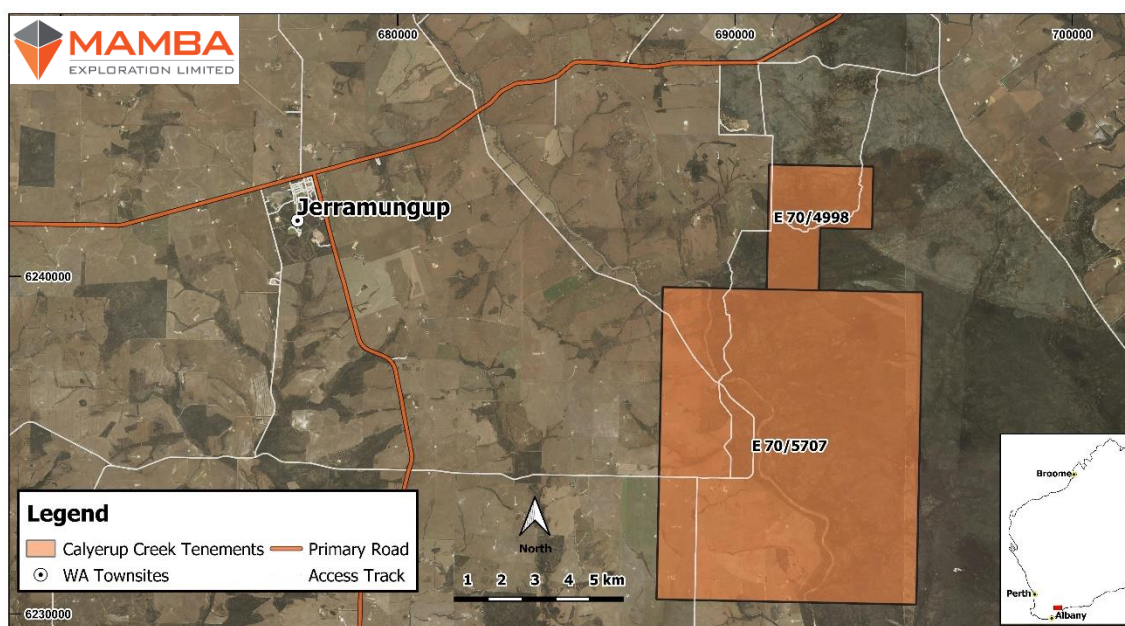 MAMBA
EXPLORATION LIMITED
680000
690000
700000
Jerramungup
E 70/4998
6240000
E 70/5707
Broome
Legend
Calyerup Creek Tenements
Primary Road
WA Townsites
Access Track
North
1 2 3 4 5 km
Perth
Albany
6230000